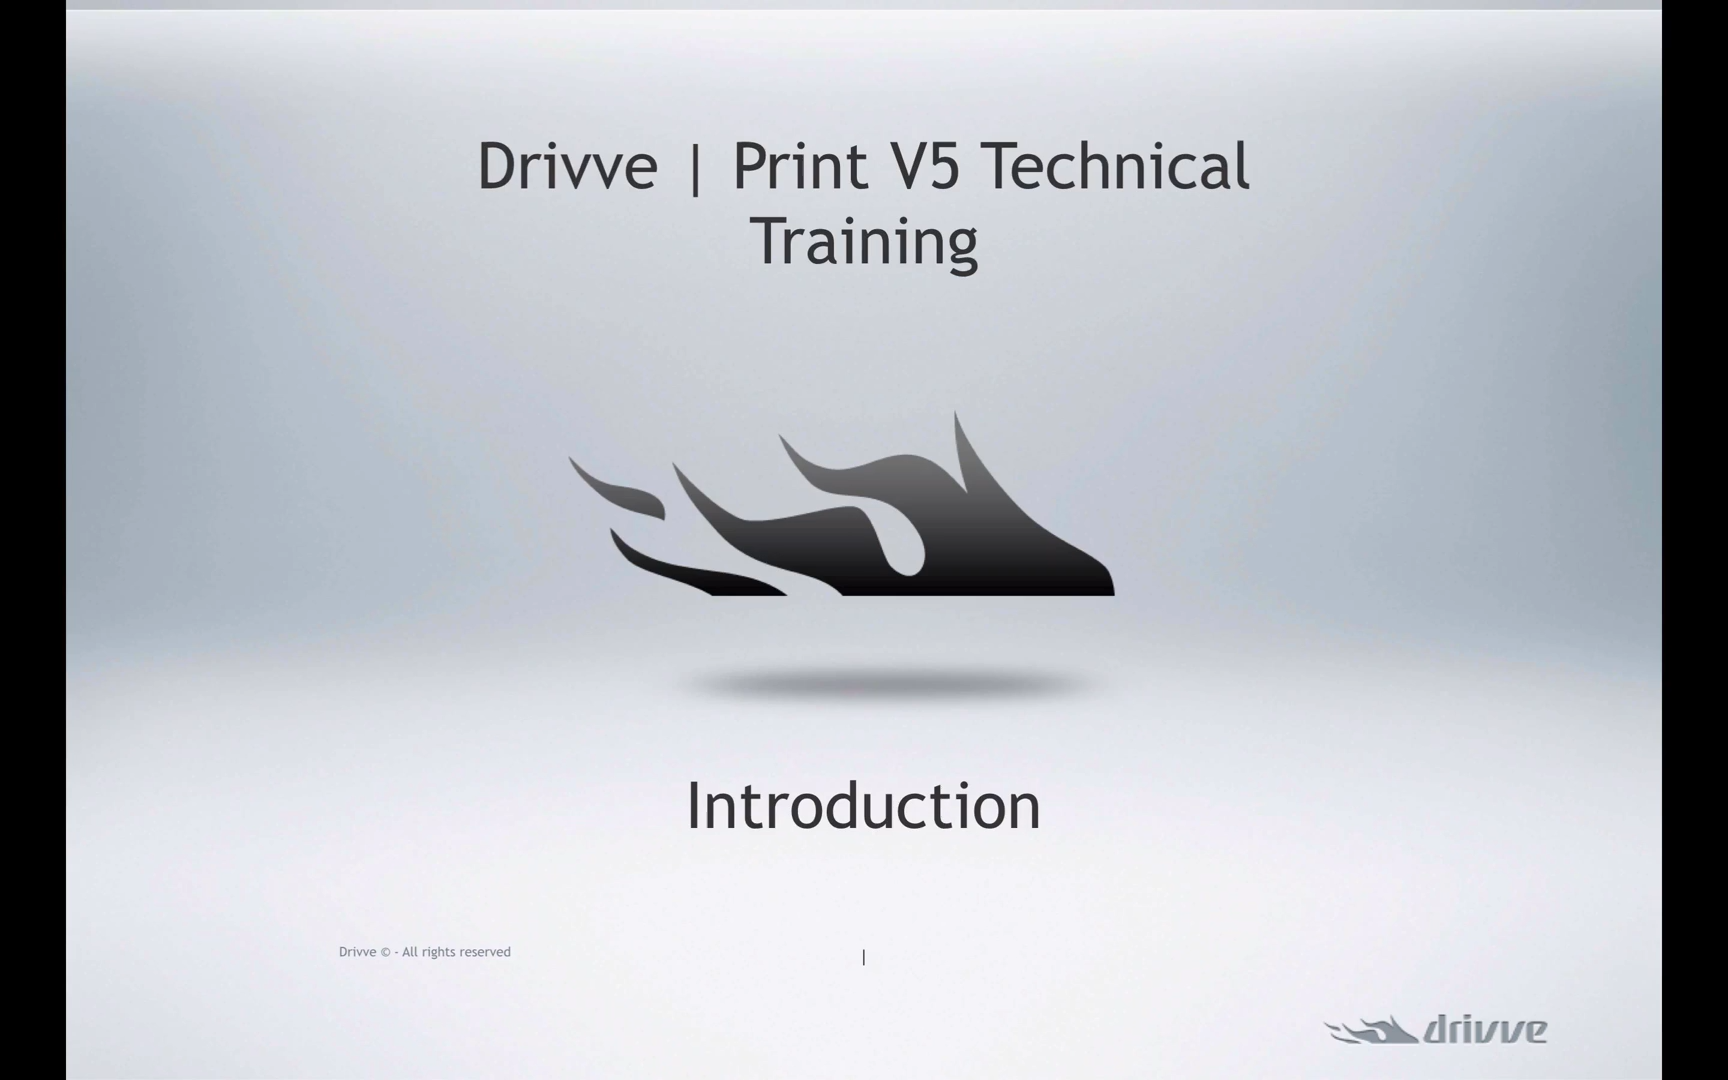 Drivve | Print V5 Technical
Training
Introduction
Drivve © - All rights reserved
|
drivve